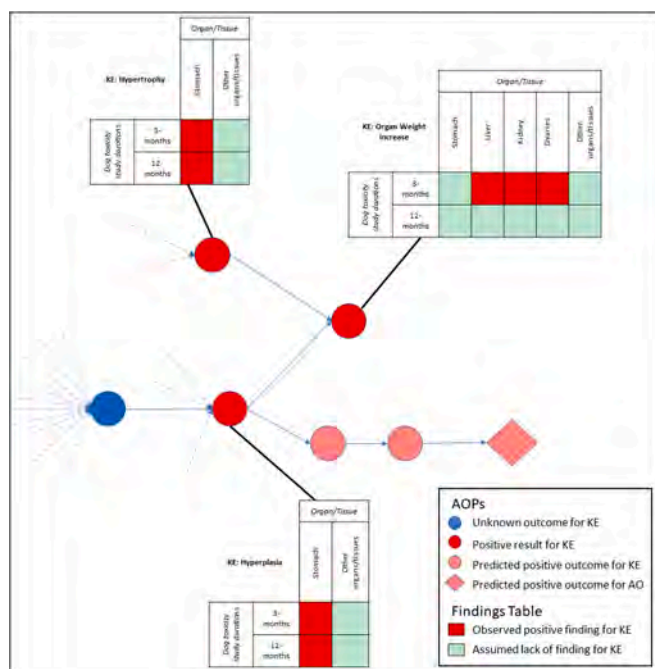 Organ/Tissue
KE: Hypertrophy
Stomach
Other organs/tissues
Dog toxicity study durations
3-months
12-months
Organ/Tissue
KE: Organ Weight Increase
Stomach
Liver
Kidney
Ovaries
Other organs/tissues
Dog toxicity study durations
3-months
12-months
Organ/Tissue
KE: Hyperplasia
Stomach
Other organs/tissues
Dog toxicity study durations
3-months
12-months
AOPs
Unknown outcome for KE
Positive result for KE
Predicted positive outcome for KE
Predicted positive outcome for AO
Findings Table
Observed positive finding for KE
Assumed lack of finding for KE